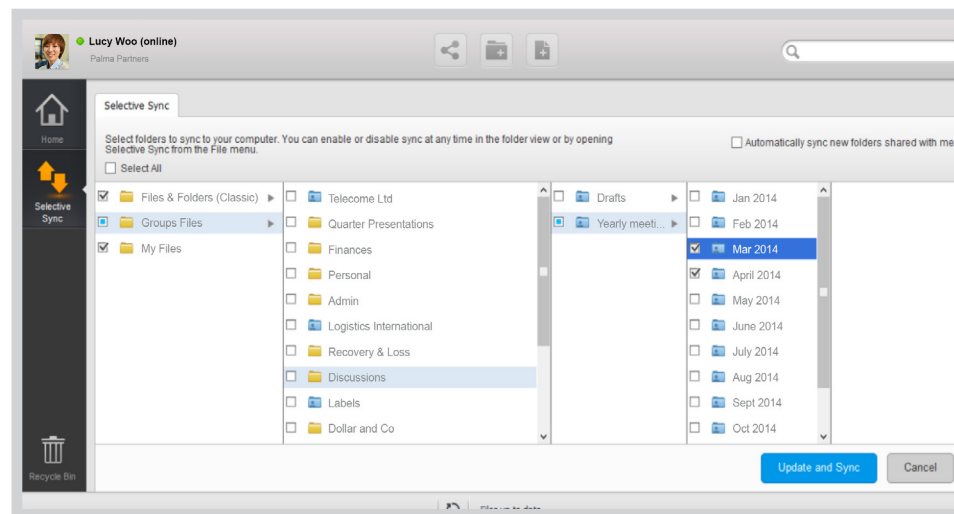 Lucy Woo (online)
Palma Partners
Home
Selective
Sync
Recycle Bin
Selective Sync
Select folders to sync to your computer. You can enable or disable sync at any time in the folder view or by opening
Selective Sync from the File menu.
Automatically sync new folders shared with me
Select All
Files & Folders (Classic)
Groups Files
My Files
Telecome Ltd
Quarter Presentations
Finances
Personal
Admin
Logistics International
Recovery & Loss
Discussions
Labels
Dollar and Co
Drafts
Yearly meeti...
Jan 2014
Feb 2014
Mar 2014
April 2014
May 2014
June 2014
July 2014
Aug 2014
Sept 2014
Oct 2014
Update and Sync
Cancel
Files up to date